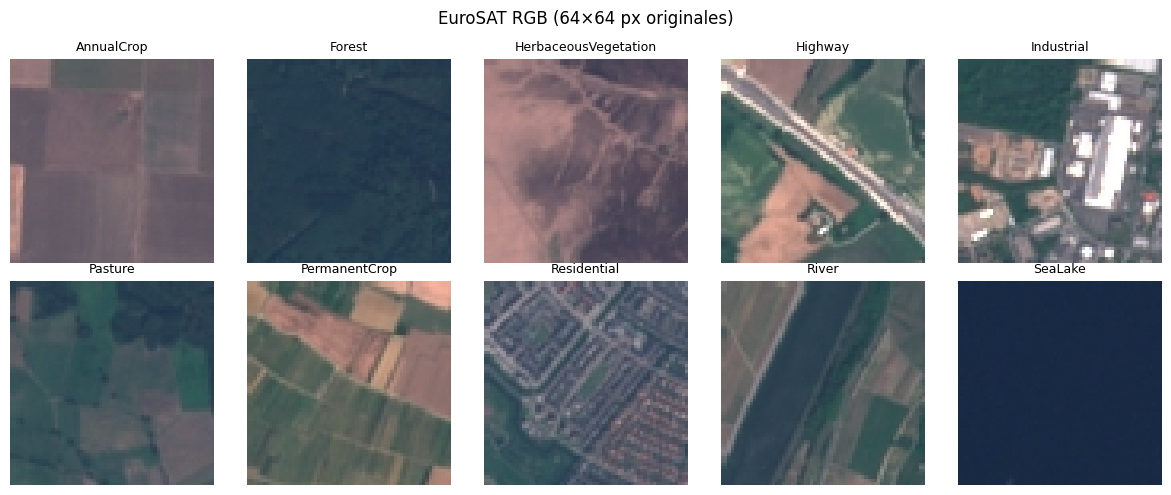 EuroSAT RGB (64×64 px originales)
AnnualCrop
Forest
HerbaceousVegetation
Highway
Industrial
Pasture
PermanentCrop
Residential
River
SeaLake